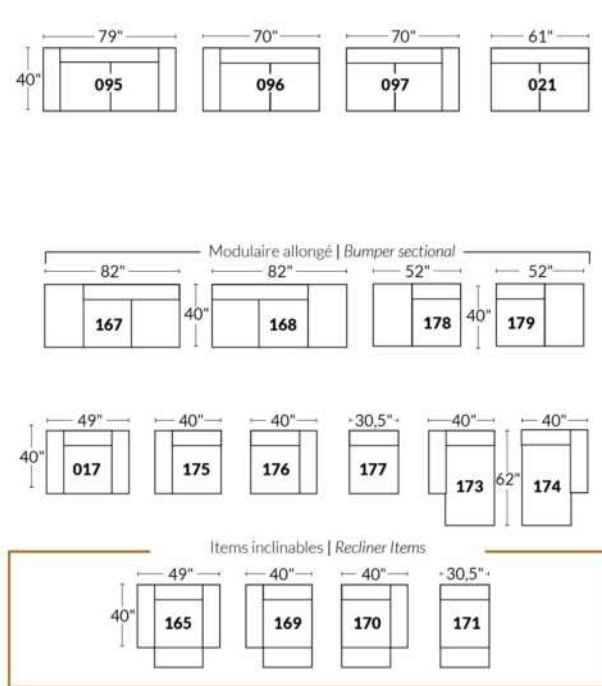 79" 70" 70" 61"
40" 095 096 097 021
Modulaire allongé | Bumper sectional
82" 82" 52" 52"
167 40" 168 178 40" 179
49" 40" 40" 30,5" 40" 40"
40" 017 175 176 177 173 62" 174
Items inclinables | Recliner Items
49" 40" 40" 30,5"
40" 165 169 170 171